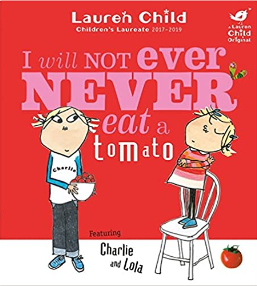 Lauren Child
Children's Laureate 2017-2019
a Lauren
Child
Original
I will NOT ever
NEVER
eat a
tomato
Charlie
Featuring
Charlie
and Lola